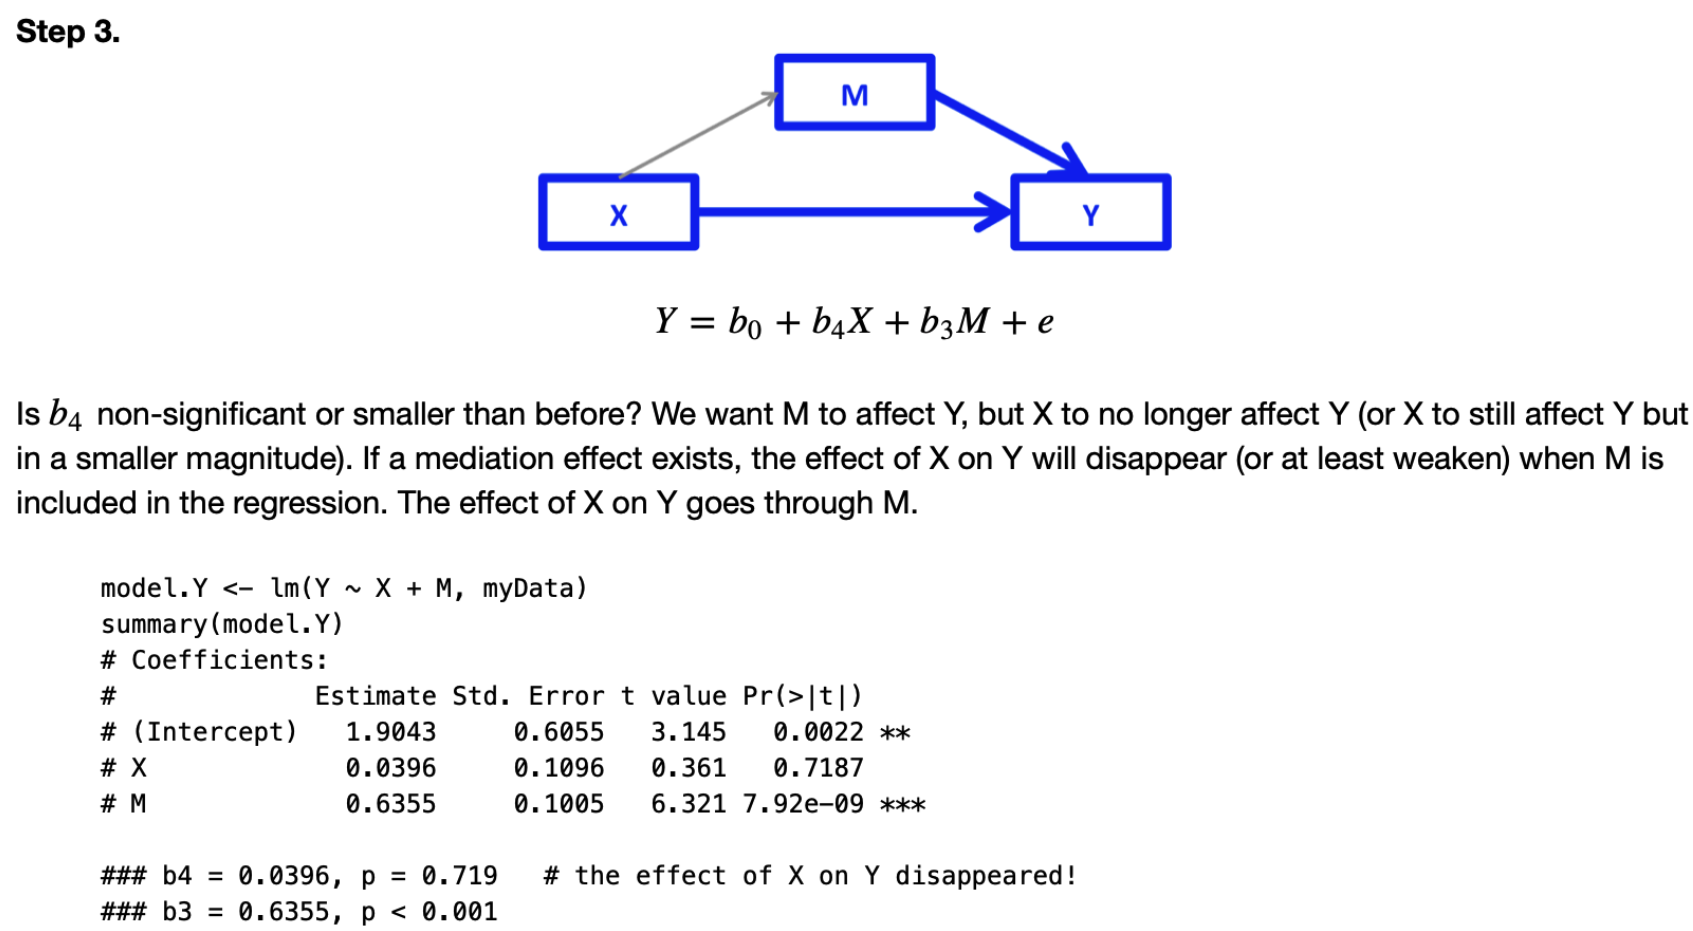 Step 3.
M
X
Y
Y = b₀ + b₄X + b₃M + e
Is b₄ non-significant or smaller than before? We want M to affect Y, but X to no longer affect Y (or X to still affect Y but
in a smaller magnitude). If a mediation effect exists, the effect of X on Y will disappear (or at least weaken) when M is
included in the regression. The effect of X on Y goes through M.
model.Y <- lm(Y ~ X + M, myData)
summary(model.Y)
# Coefficients:
#             Estimate Std. Error t value Pr(>|t|)
# (Intercept)   1.9043     0.6055   3.145   0.0022 **
# X             0.0396     0.1096   0.361   0.7187
# M             0.6355     0.1005   6.321 7.92e-09 ***
### b4 = 0.0396, p = 0.719   # the effect of X on Y disappeared!
### b3 = 0.6355, p < 0.001